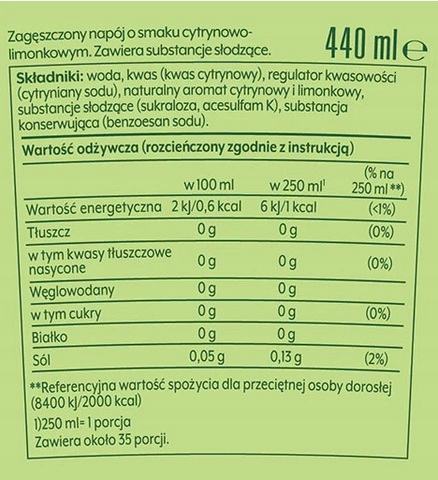 Zagęszczony napój o smaku cytrynowo-
limonkowym. Zawiera substancje słodzące.
440 ml e
Składniki: woda, kwas (kwas cytrynowy), regulator kwasowości
(cytryniany sodu), naturalny aromat cytrynowy i limonkowy,
substancje słodzące (sukraloza, acesulfam K), substancja
konserwująca (benzoesan sodu).
Wartość odżywcza (rozcieńczony zgodnie z instrukcją)
w 100 ml w 250 ml¹ (% na 250 ml**)
Wartość energetyczna 2 kJ/0,6 kcal 6 kJ/1 kcal (<1%)
Tłuszcz 0 g 0 g (0%)
w tym kwasy tłuszczowe
nasycone 0 g 0 g (0%)
Węglowodany 0 g 0 g
w tym cukry 0 g 0 g (0%)
Białko 0 g 0 g
Sól 0,05 g 0,13 g (2%)
**Referencyjna wartość spożycia dla przeciętnej osoby dorosłej
(8400 kJ/2000 kcal)
1)250 ml= 1 porcja
Zawiera około 35 porcji.